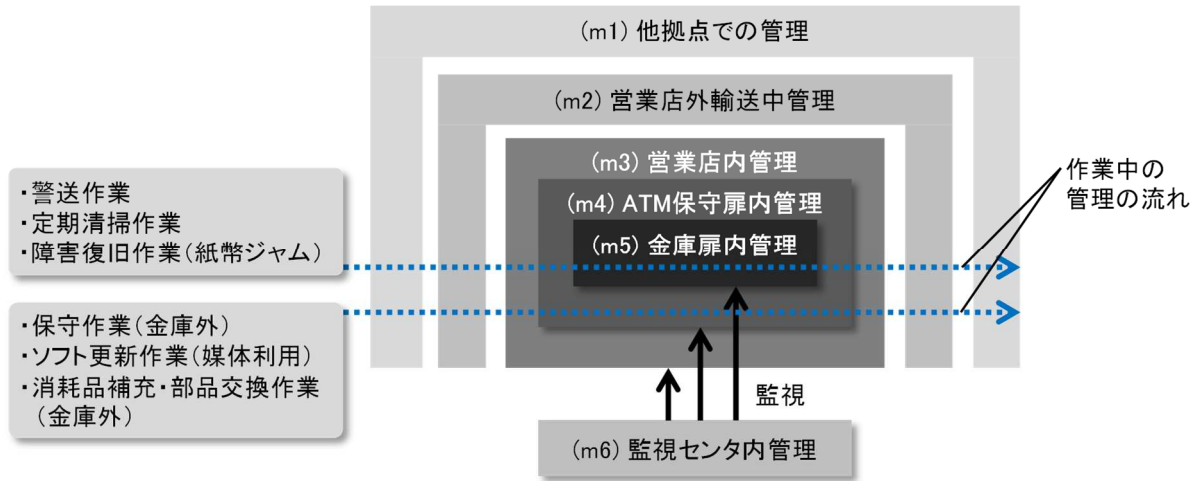 (m1) 他拠点での管理
(m2) 営業店外輸送中管理
(m3) 営業店内管理
(m4) ATM保守扉内管理
(m5) 金庫扉内管理
・警送作業
・定期清掃作業
・障害復旧作業(紙幣ジャム)
作業中の
管理の流れ
・保守作業(金庫外)
・ソフト更新作業(媒体利用)
・消耗品補充・部品交換作業
(金庫外)
監視
(m6) 監視センタ内管理